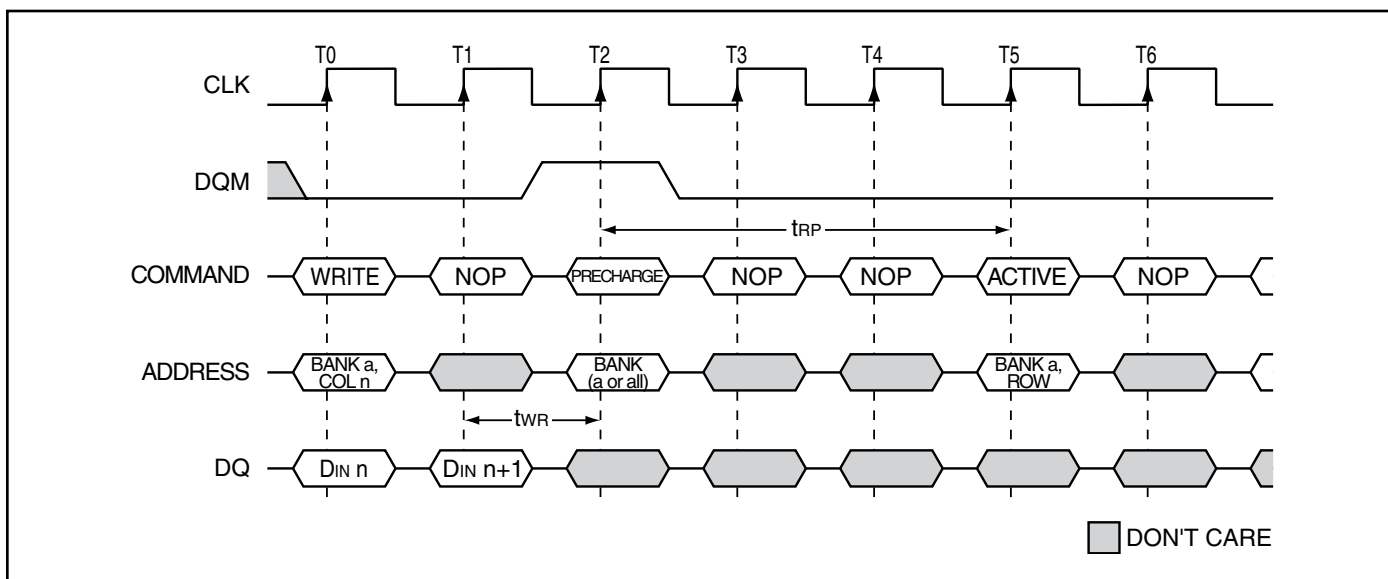 T0 T1 T2 T3 T4 T5 T6
CLK
DQM
tRP
COMMAND WRITE NOP PRECHARGE NOP NOP ACTIVE NOP
ADDRESS BANK a, COL n BANK (a or all) BANK a, ROW
tWR
DQ DIN n DIN n+1
DON'T CARE